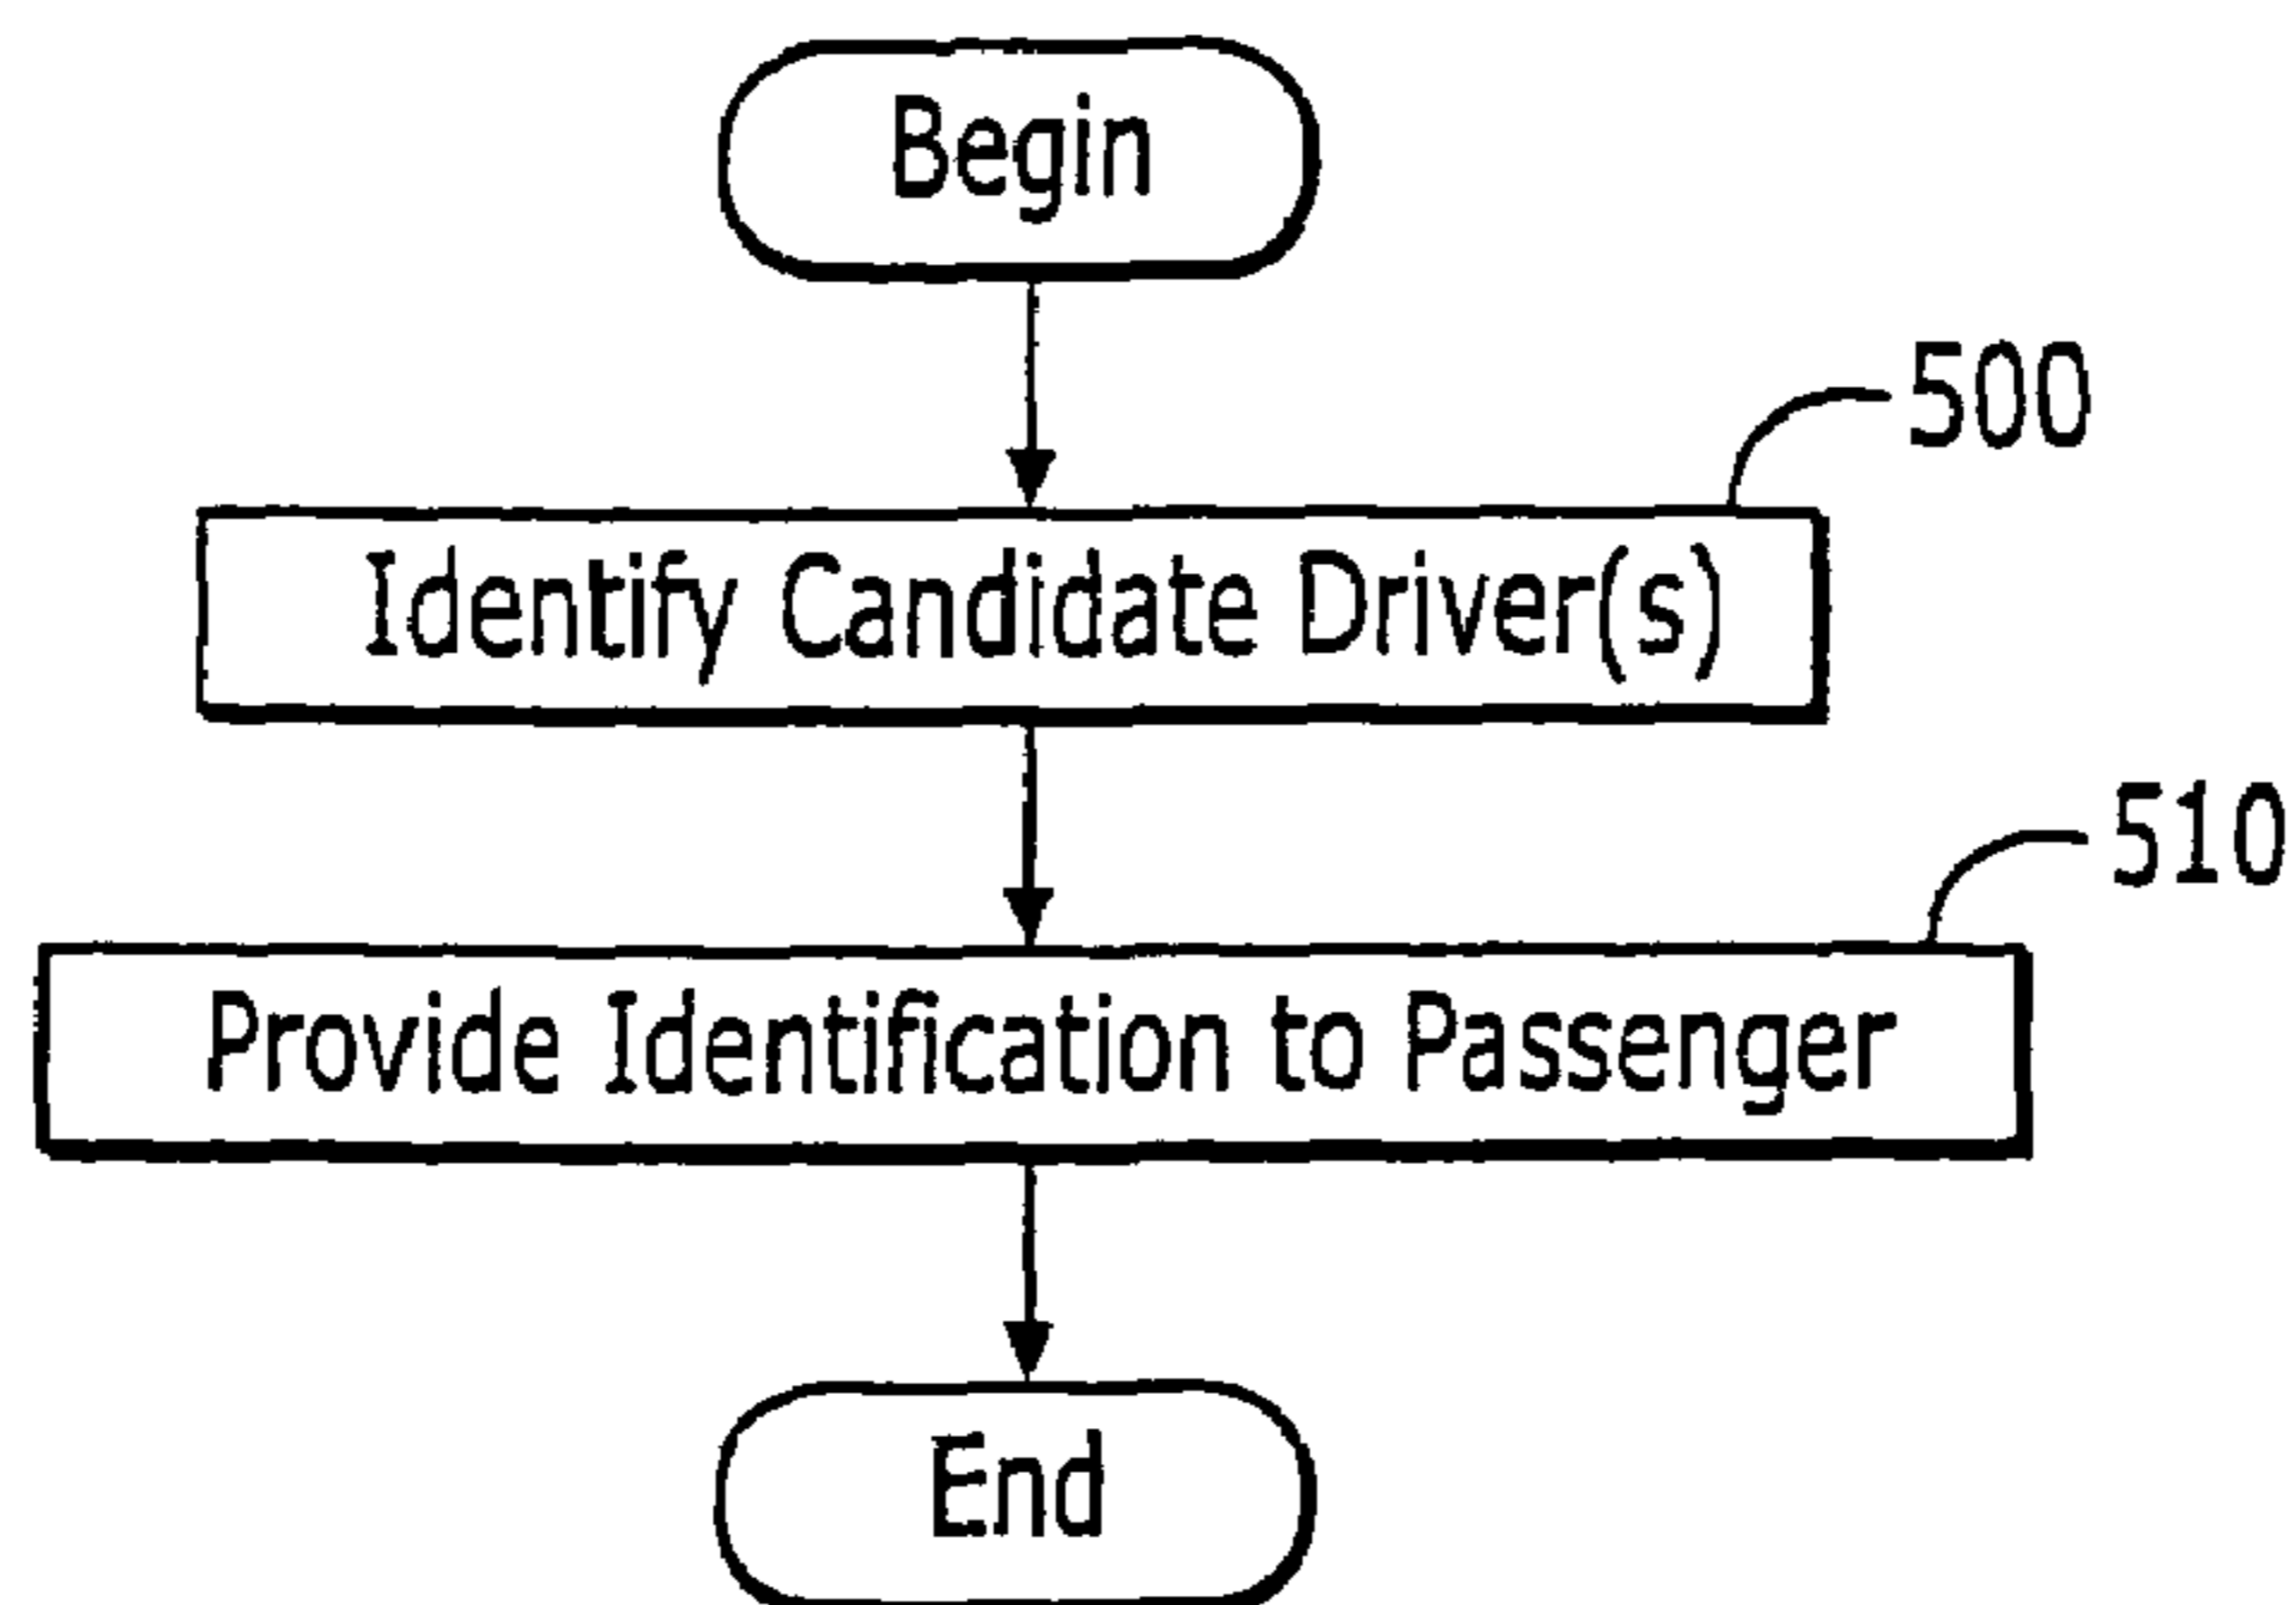 Begin
500
Identify Candidate Driver(s)
510
Provide Identification to Passenger
End